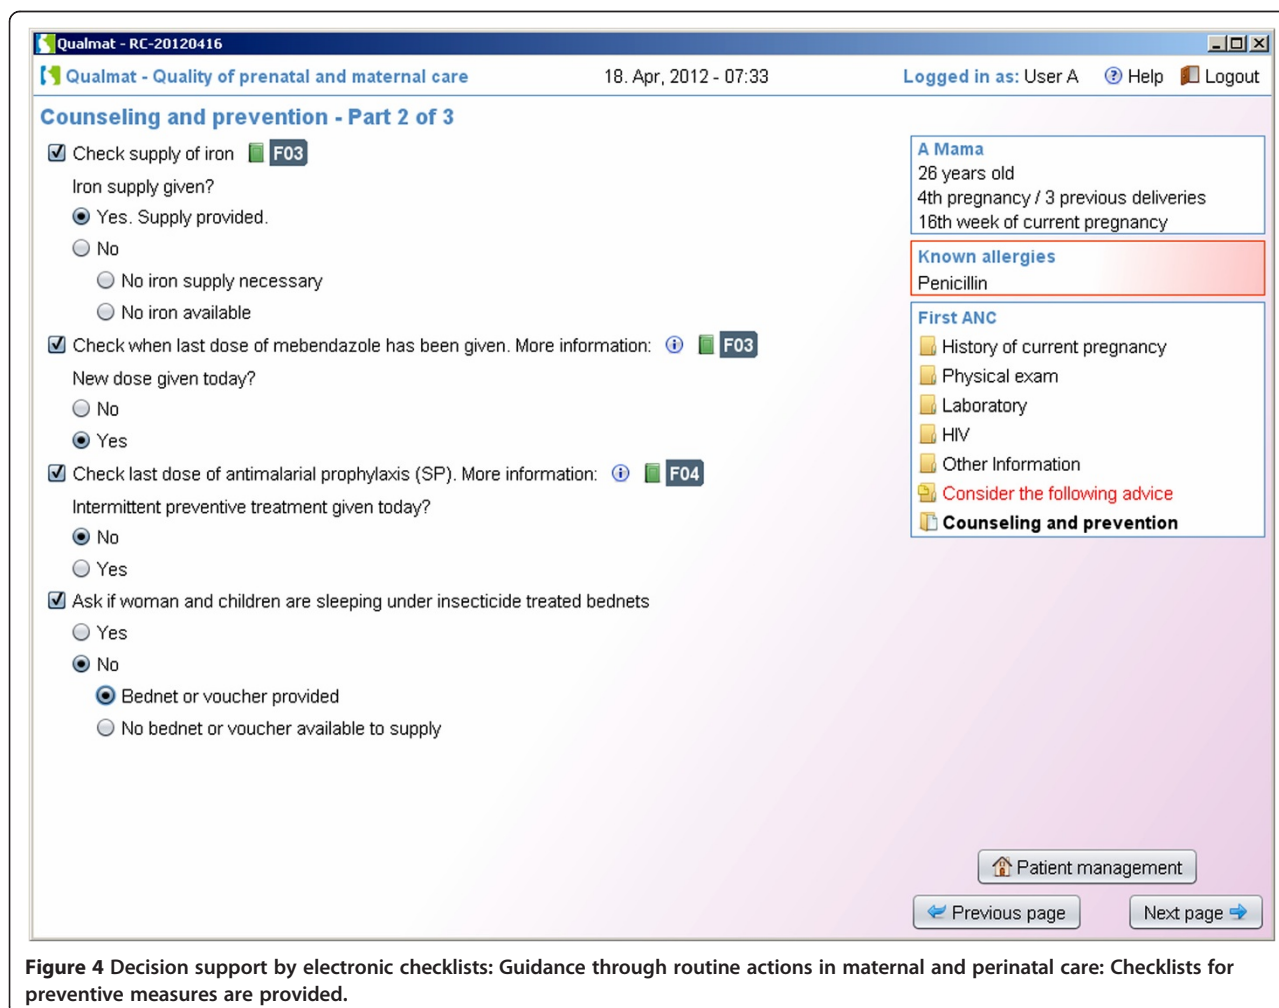 Qualmat - RC-20120416
Qualmat - Quality of prenatal and maternal care 18. Apr, 2012 - 07:33 Logged in as: User A Help Logout
Counseling and prevention - Part 2 of 3
Check supply of iron F03
Iron supply given?
Yes. Supply provided.
No
No iron supply necessary
No iron available
Check when last dose of mebendazole has been given. More information: F03
New dose given today?
No
Yes
Check last dose of antimalarial prophylaxis (SP). More information: F04
Intermittent preventive treatment given today?
No
Yes
Ask if woman and children are sleeping under insecticide treated bednets
Yes
No
Bednet or voucher provided
No bednet or voucher available to supply
A Mama
26 years old
4th pregnancy / 3 previous deliveries
16th week of current pregnancy
Known allergies
Penicillin
First ANC
History of current pregnancy
Physical exam
Laboratory
HIV
Other Information
Consider the following advice
Counseling and prevention
Patient management
Previous page Next page
Figure 4 Decision support by electronic checklists: Guidance through routine actions in maternal and perinatal care: Checklists for
preventive measures are provided.